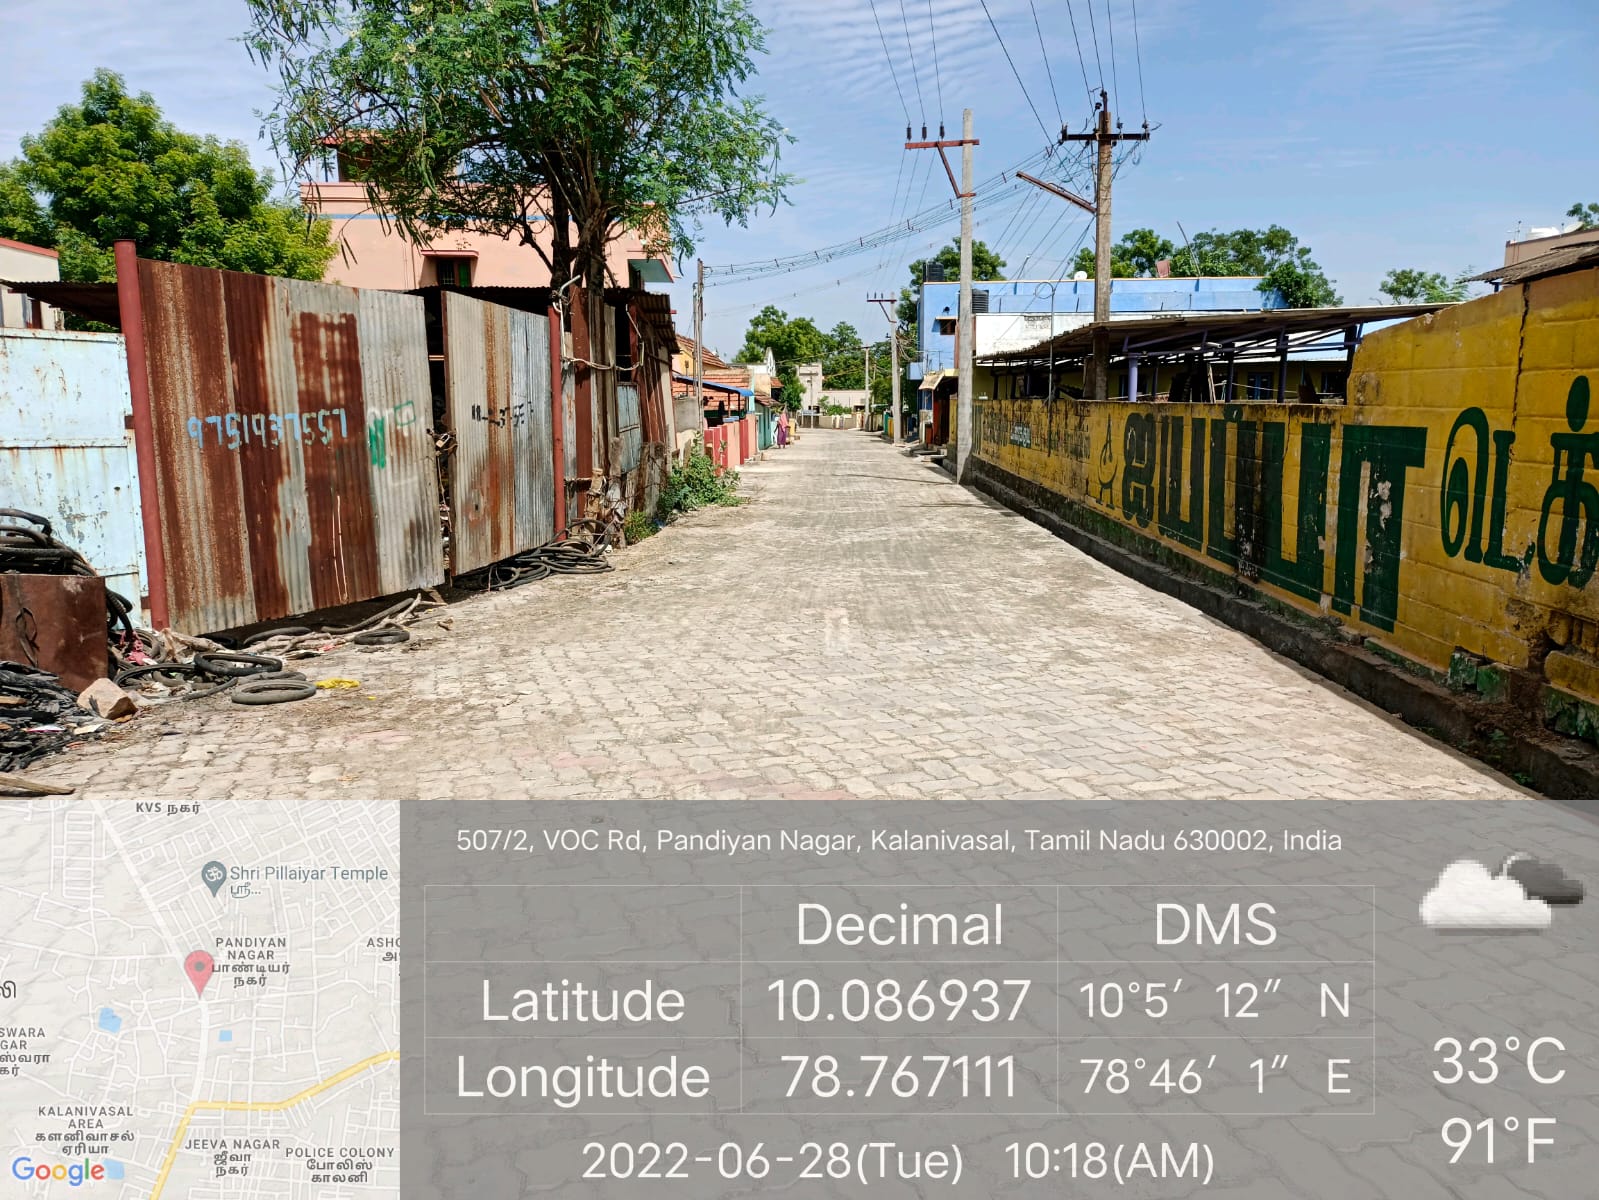 9751937557
ஐயப்பா டெக்
KVS நகர்
Shri Pillaiyar Temple
ஸ்ரீ...
PANDIYAN
NAGAR
பாண்டியர்
நகர்
KALANIVASAL
AREA
களனிவாசல்
ஏரியா
JEEVA NAGAR
ஜீவா
நகர்
POLICE COLONY
போலிஸ்
காலனி
Google
507/2, VOC Rd, Pandiyan Nagar, Kalanivasal, Tamil Nadu 630002, India
Decimal DMS
Latitude 10.086937 10°5′ 12″ N
Longitude 78.767111 78°46′ 1″ E
2022-06-28(Tue) 10:18(AM)
33°C
91°F